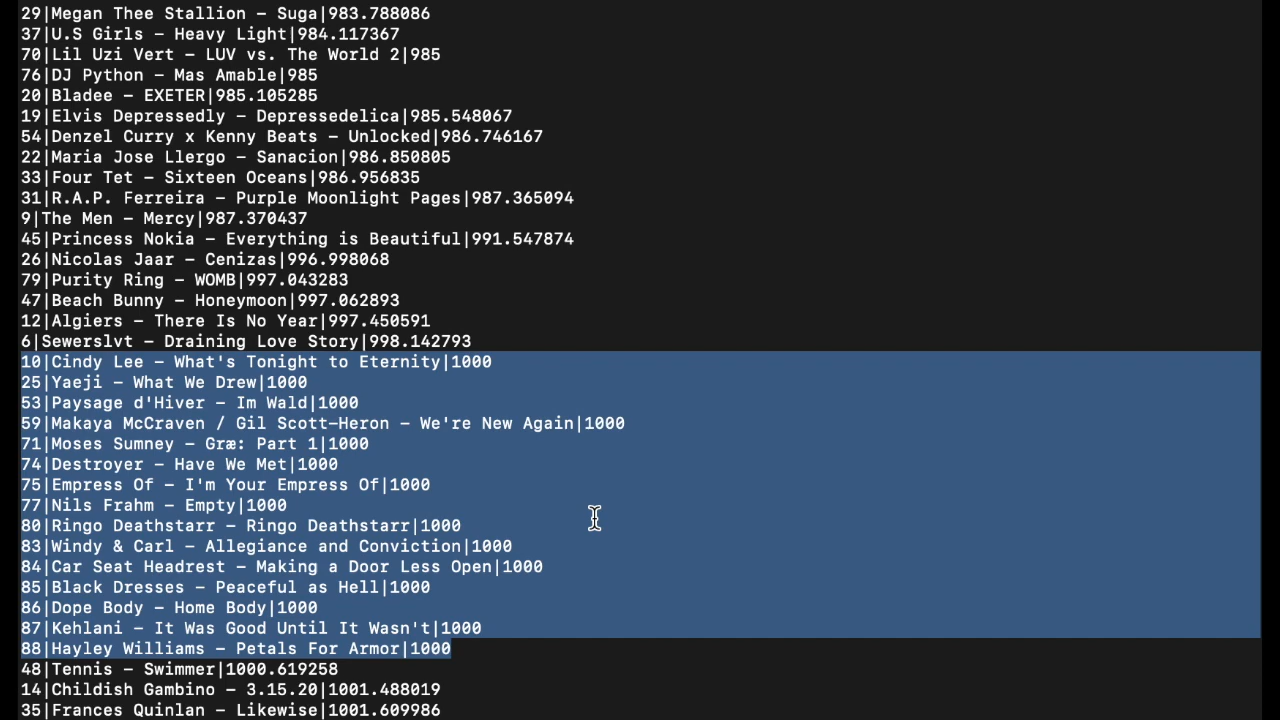 29|Megan Thee Stallion – Suga|983.788086
37|U.S Girls – Heavy Light|984.117367
70|Lil Uzi Vert – LUV vs. The World 2|985
76|DJ Python – Mas Amable|985
20|Bladee – EXETER|985.105285
19|Elvis Depressedly – Depressedelica|985.548067
54|Denzel Curry x Kenny Beats – Unlocked|986.746167
22|Maria Jose Llergo – Sanacion|986.850805
33|Four Tet – Sixteen Oceans|986.956835
31|R.A.P. Ferreira – Purple Moonlight Pages|987.365094
9|The Men – Mercy|987.370437
45|Princess Nokia – Everything is Beautiful|991.547874
26|Nicolas Jaar – Cenizas|996.998068
79|Purity Ring – WOMB|997.043283
47|Beach Bunny – Honeymoon|997.062893
12|Algiers – There Is No Year|997.450591
6|Sewerslvt – Draining Love Story|998.142793
10|Cindy Lee – What's Tonight to Eternity|1000
25|Yaeji – What We Drew|1000
53|Paysage d'Hiver – Im Wald|1000
59|Makaya McCraven / Gil Scott–Heron – We're New Again|1000
71|Moses Sumney – Græ: Part 1|1000
74|Destroyer – Have We Met|1000
75|Empress Of – I'm Your Empress Of|1000
77|Nils Frahm – Empty|1000
80|Ringo Deathstarr – Ringo Deathstarr|1000
83|Windy & Carl – Allegiance and Conviction|1000
84|Car Seat Headrest – Making a Door Less Open|1000
85|Black Dresses – Peaceful as Hell|1000
86|Dope Body – Home Body|1000
87|Kehlani – It Was Good Until It Wasn't|1000
88|Hayley Williams – Petals For Armor|1000
48|Tennis – Swimmer|1000.619258
14|Childish Gambino – 3.15.20|1001.488019
35|Frances Quinlan – Likewise|1001.609986